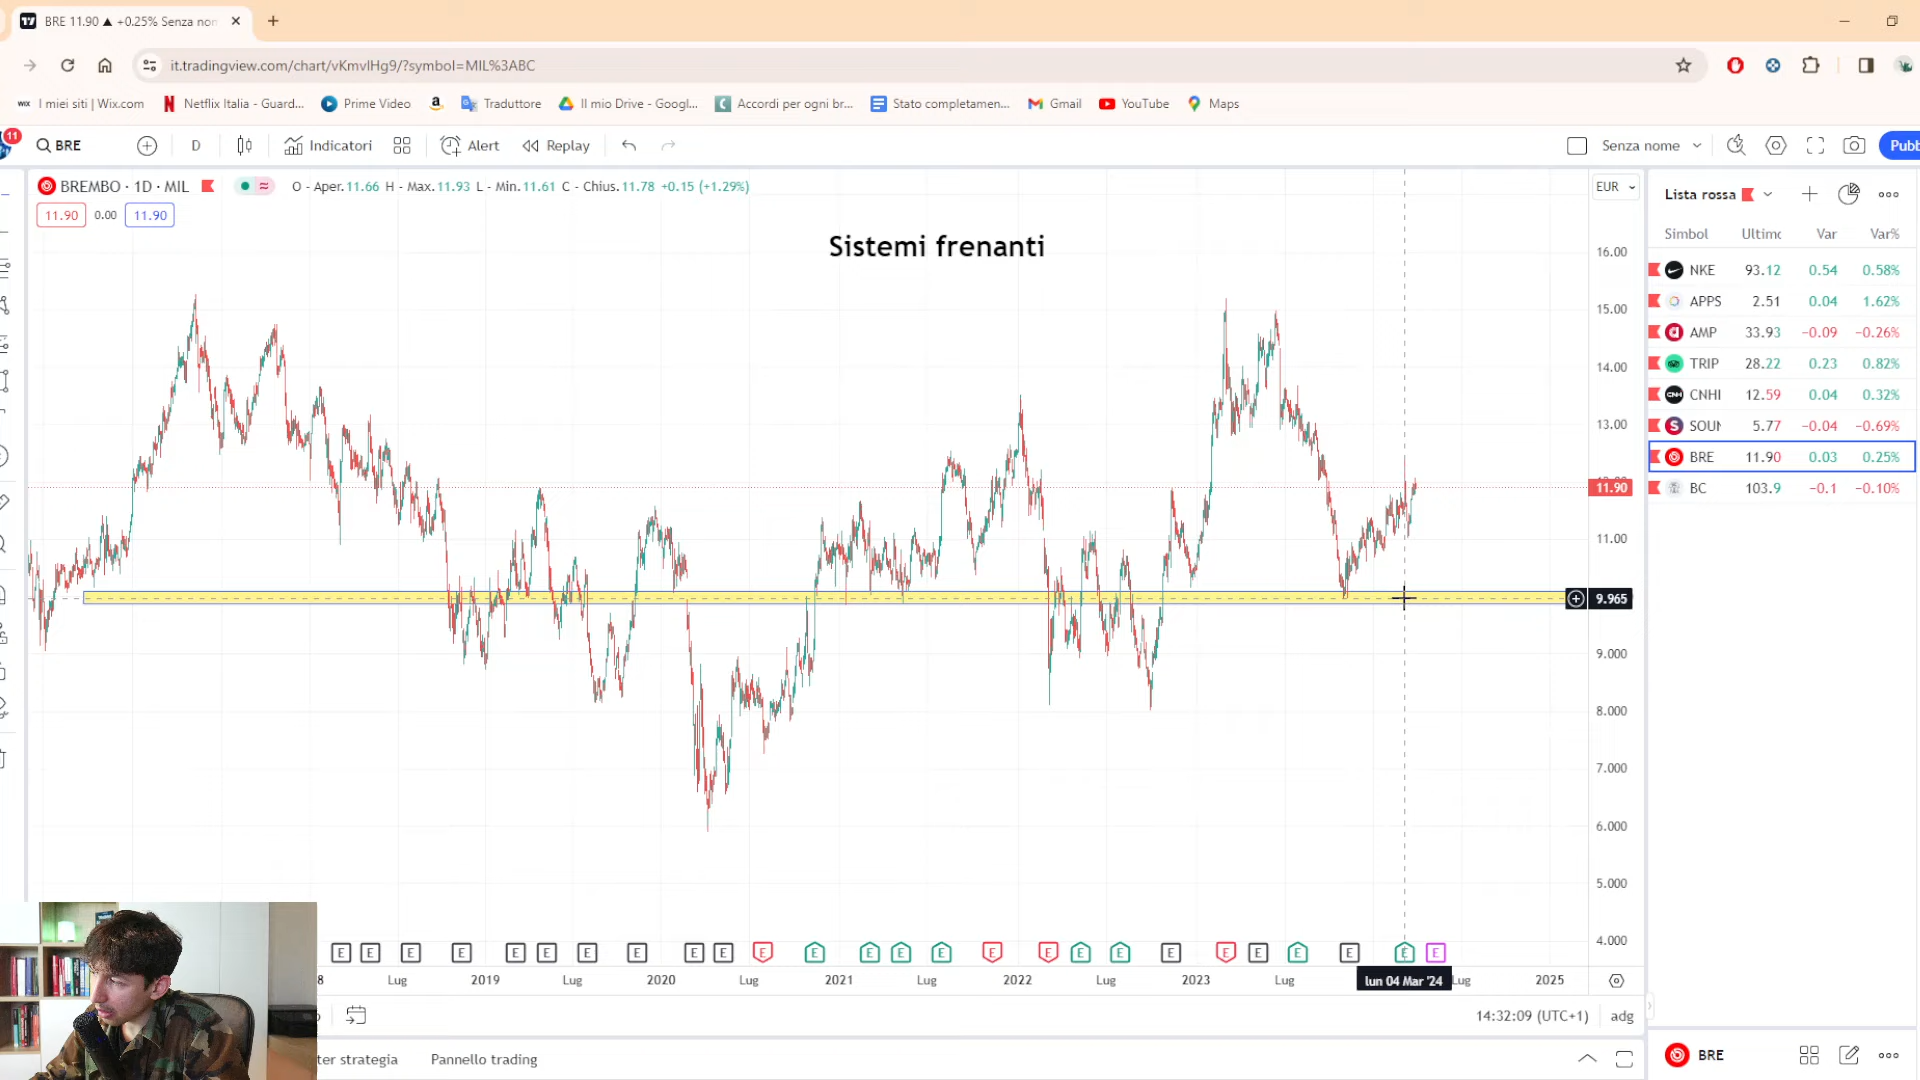 BRE 11.90 ▲ +0.25% Senza nom
it.tradingview.com/chart/vKmvlHg9/?symbol=MIL%3ABC
I miei siti | Wix.com
Netflix Italia - Guard...
Prime Video
Traduttore
Il mio Drive - Googl...
Accordi per ogni br...
Stato completamen...
Gmail
YouTube
Maps
11
BRE
D
Indicatori
Alert
Replay
Senza nome
Pubb
BREMBO · 1D · MIL
O - Aper.11.66 H - Max.11.93 L - Min.11.61 C - Chius.11.78 +0.15 (+1.29%)
11.90 0.00 11.90
Sistemi frenanti
EUR
16.00
15.00
14.00
13.00
11.90
11.00
9.965
9.000
8.000
7.000
6.000
5.000
4.000
Lista rossa
Simbol Ultimo Var Var%
NKE 93.12 0.54 0.58%
APPS 2.51 0.04 1.62%
AMP 33.93 −0.09 −0.26%
TRIP 28.22 0.23 0.82%
CNHI 12.59 0.04 0.32%
SOUN 5.77 −0.04 −0.69%
BRE 11.90 0.03 0.25%
BC 103.9 −0.1 −0.10%
E E E E E E E E E E E E E E E E E E E E E E E E E E
8 Lug 2019 Lug 2020 Lug 2021 Lug 2022 Lug 2023 Lug lun 04 Mar '24 Lug 2025
14:32:09 (UTC+1) adg
ter strategia
Pannello trading
BRE